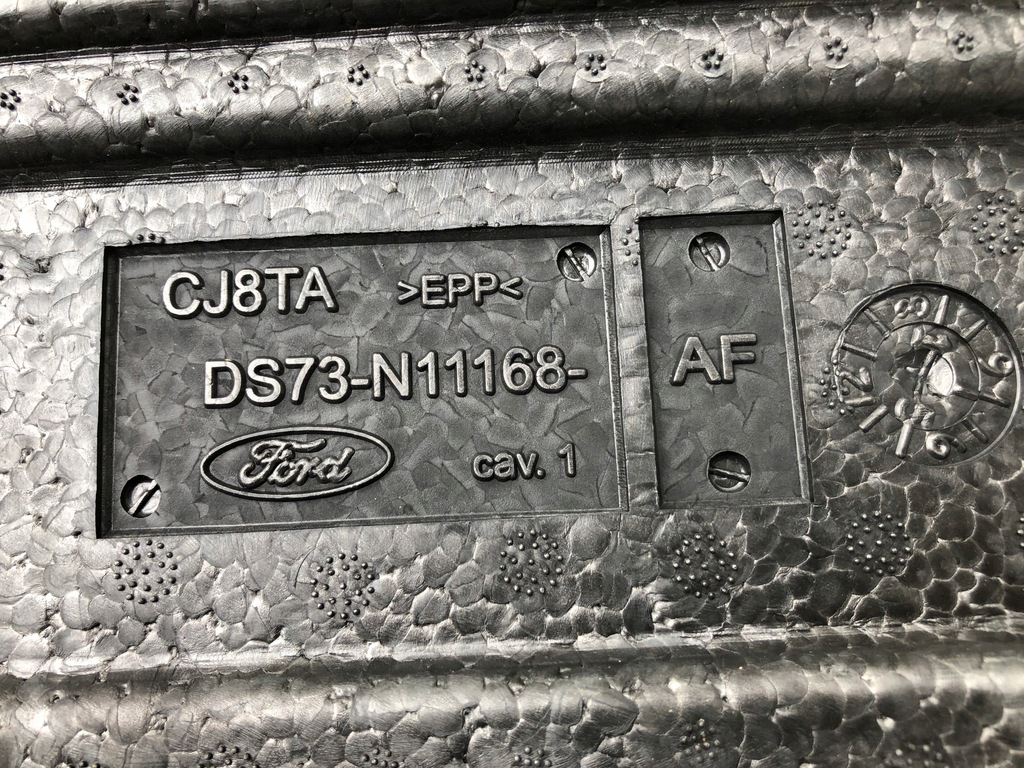 CJ8TA >EPP<
DS73-N11168-
Ford cav. 1
AF